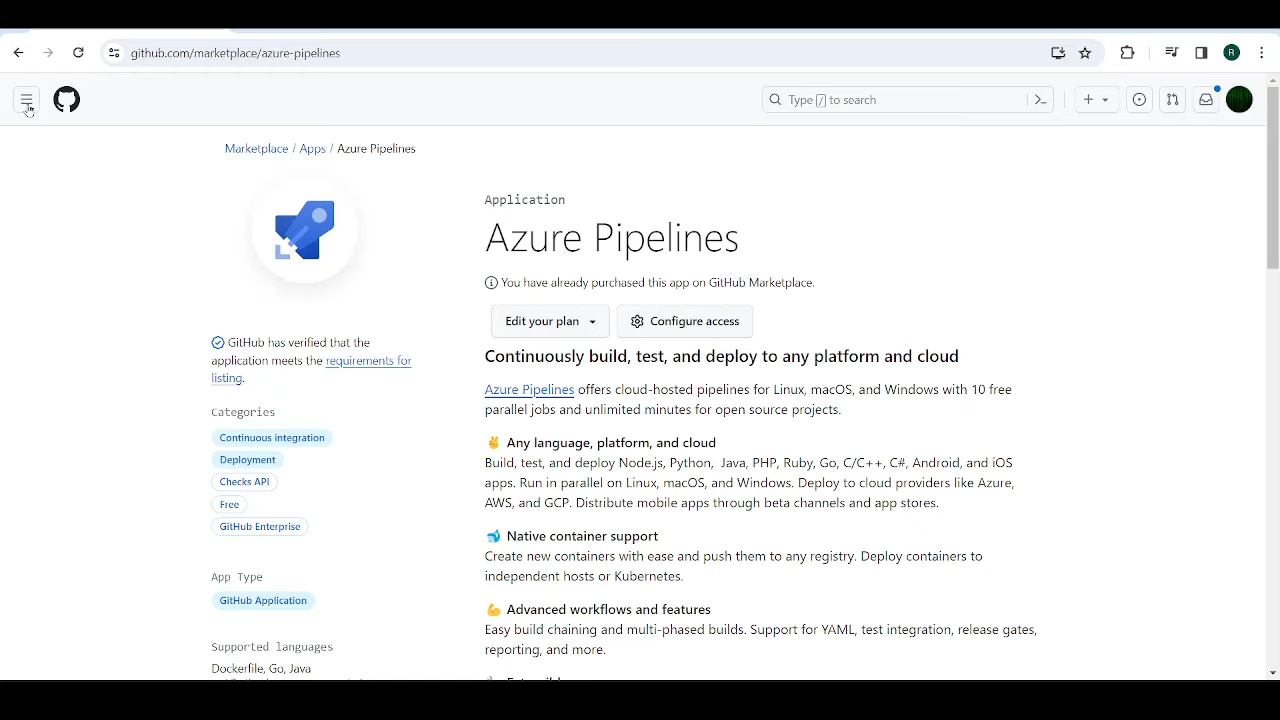 github.com/marketplace/azure-pipelines
R
Type / to search
Marketplace / Apps / Azure Pipelines
Application
Azure Pipelines
You have already purchased this app on GitHub Marketplace.
Edit your plan
Configure access
GitHub has verified that the
application meets the requirements for
listing.
Categories
Continuous integration
Deployment
Checks API
Free
GitHub Enterprise
App Type
GitHub Application
Supported languages
Dockerfile, Go, Java
Continuously build, test, and deploy to any platform and cloud
Azure Pipelines offers cloud-hosted pipelines for Linux, macOS, and Windows with 10 free
parallel jobs and unlimited minutes for open source projects.
Any language, platform, and cloud
Build, test, and deploy Node.js, Python, Java, PHP, Ruby, Go, C/C++, C#, Android, and iOS
apps. Run in parallel on Linux, macOS, and Windows. Deploy to cloud providers like Azure,
AWS, and GCP. Distribute mobile apps through beta channels and app stores.
Native container support
Create new containers with ease and push them to any registry. Deploy containers to
independent hosts or Kubernetes.
Advanced workflows and features
Easy build chaining and multi-phased builds. Support for YAML, test integration, release gates,
reporting, and more.